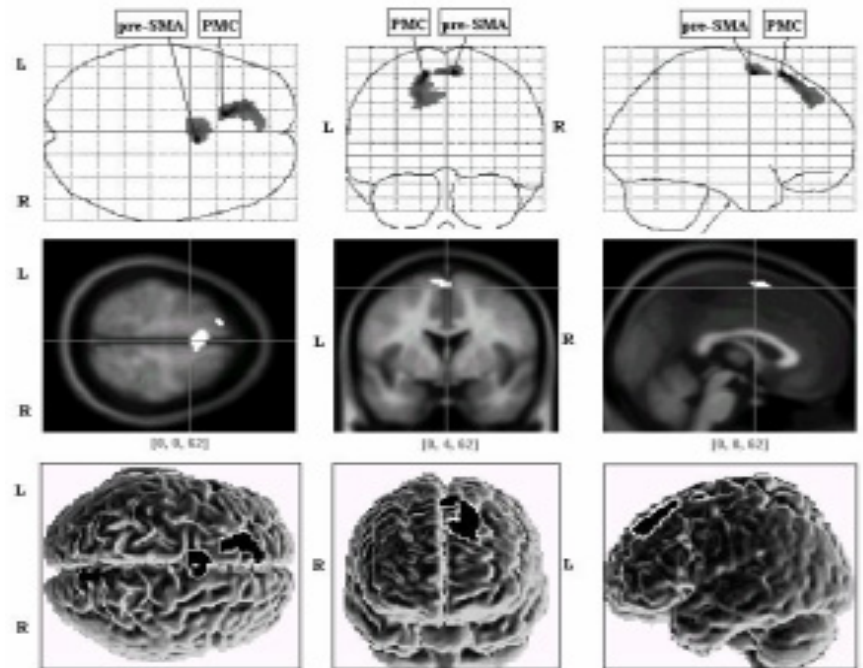 pre-SMA PMC
PMC pre-SMA
pre-SMA PMC
L
R
L
R
L
R
L
R
[0, 0, 62]
[0, 4, 62]
[0, 0, 62]
L
R
R
L